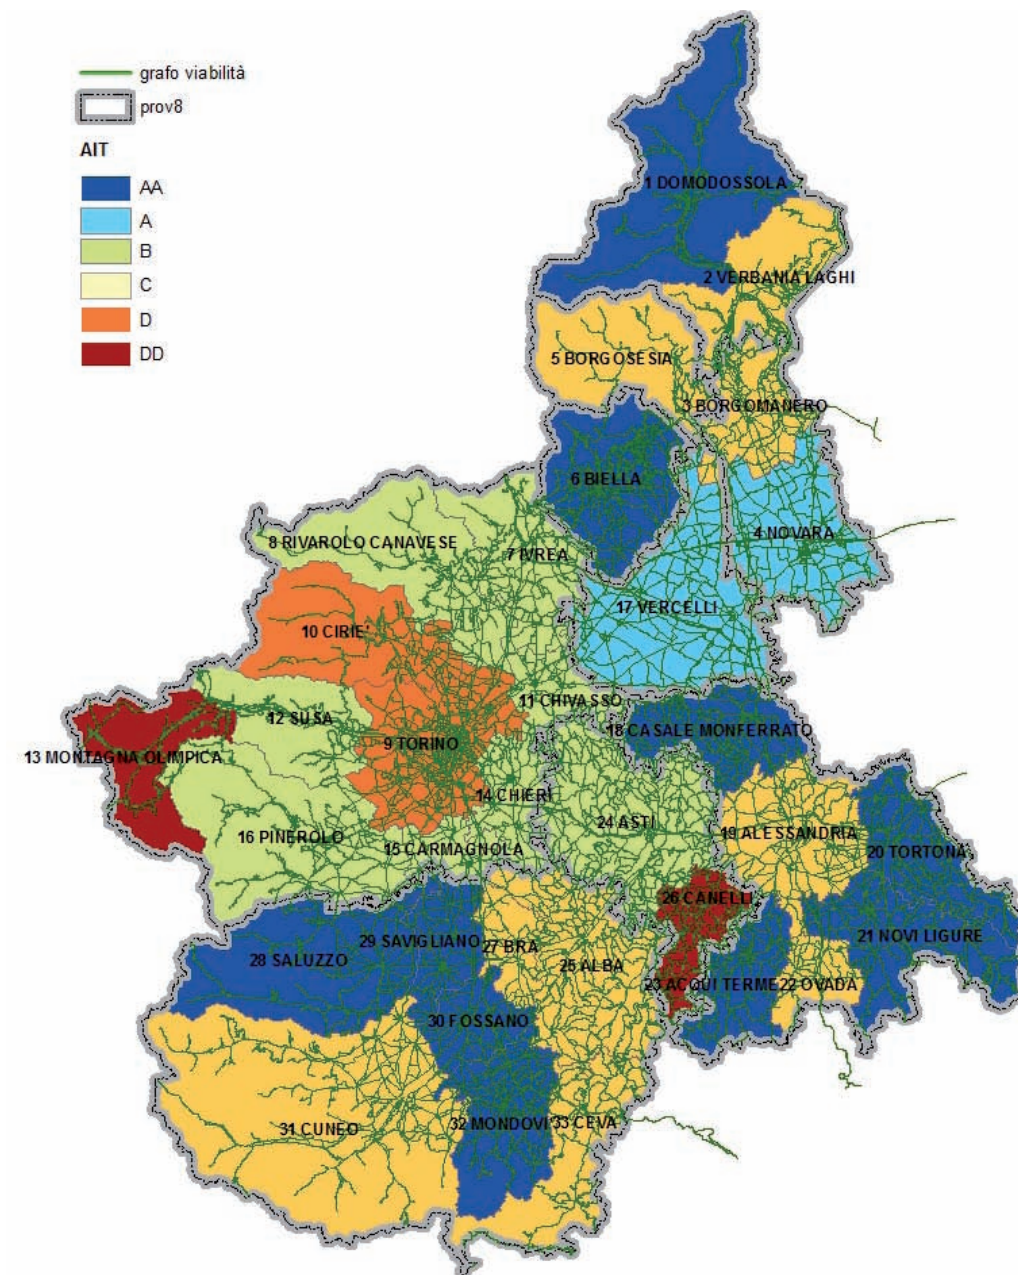 grafo viabilità
prov8
AIT
AA
A
B
C
D
DD
1 DOMODOSSOLA
2 VERBANIA LAGHI
5 BORGOSESIA
3 BORGOMANERO
6 BIELLA
4 NOVARA
8 RIVAROLO CANAVESE
7 IVREA
17 VERCELLI
10 CIRIE'
11 CHIVASSO
12 SUSA
18 CASALE MONFERRATO
9 TORINO
13 MONTAGNA OLIMPICA
14 CHIERI
24 ASTI
19 ALESSANDRIA
16 PINEROLO
15 CARMAGNOLA
20 TORTONA
26 CANELLI
21 NOVI LIGURE
29 SAVIGLIANO
27 BRA
28 SALUZZO
25 ALBA
23 ACQUI TERME
22 OVADA
30 FOSSANO
31 CUNEO
32 MONDOVI'
33 CEVA